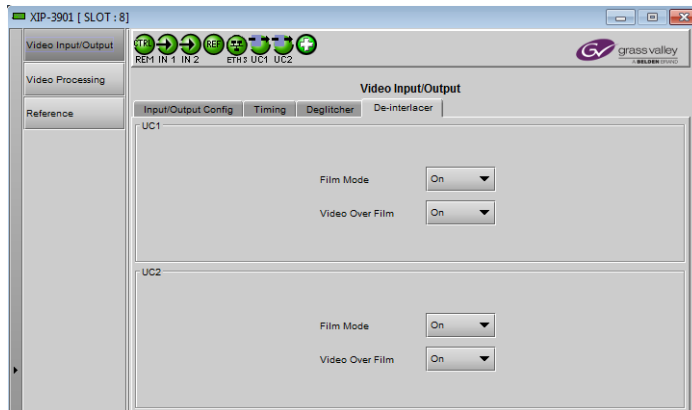 XIP-3901 [ SLOT : 8]
Video Input/Output
Video Processing
Reference
CTRL REF
REM IN 1 IN 2 ETH UC1 UC2
GV grass valley
A BELDEN BRAND
Video Input/Output
Input/Output Config Timing Deglitcher De-interlacer
UC1
Film Mode On
Video Over Film On
UC2
Film Mode On
Video Over Film On